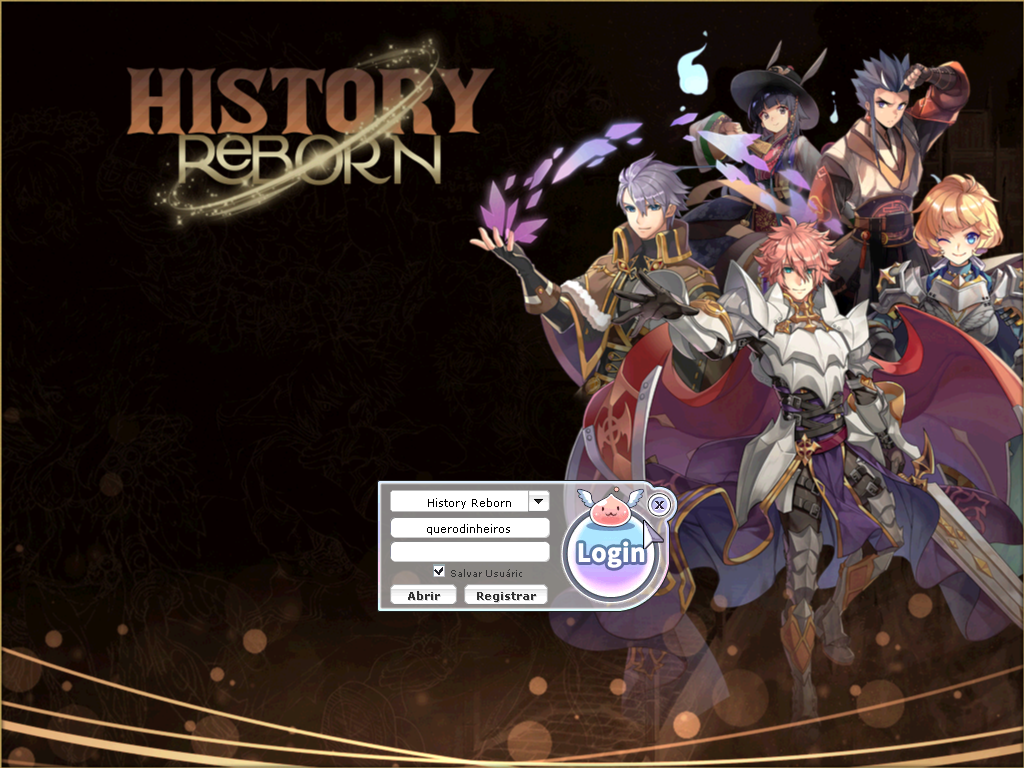 HISTORY
REBORN
History Reborn
querodinheiros
Salvar Usuáric
Abrir
Registrar
Login
x